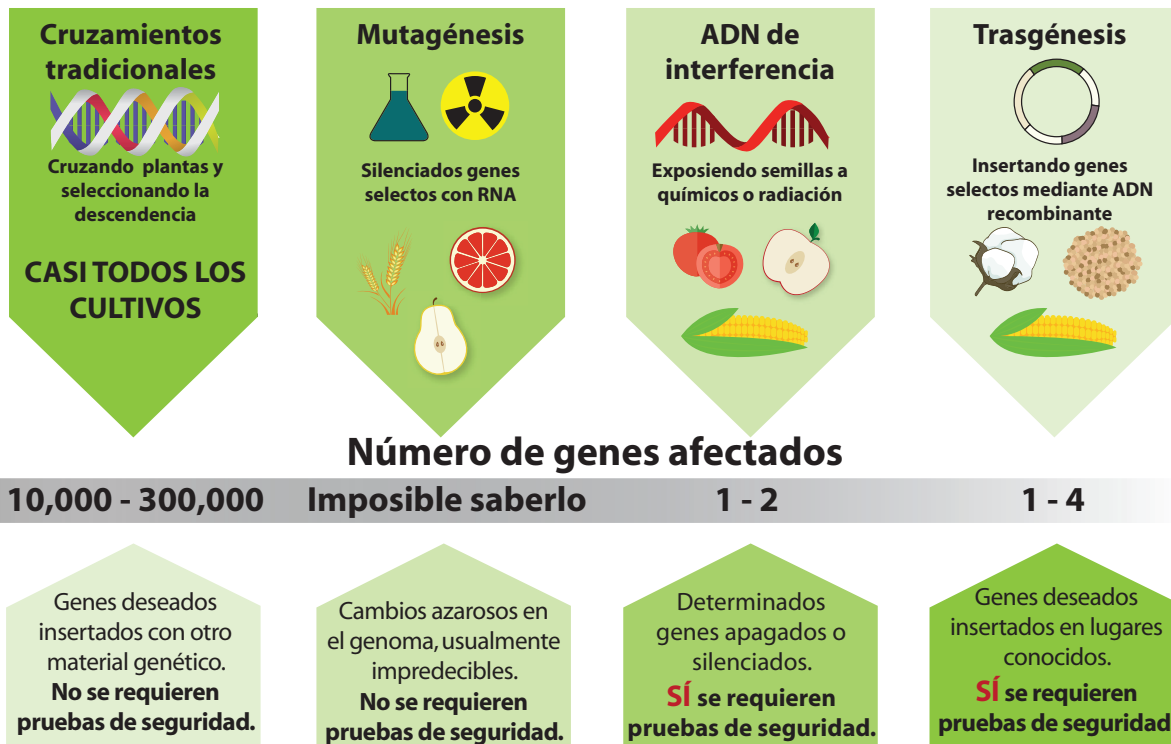 Cruzamientos
tradicionales
Cruzando plantas y
seleccionando la
descendencia
CASI TODOS LOS
CULTIVOS
Mutagénesis
Silenciados genes
selectos con RNA
ADN de
interferencia
Exposiendo semillas a
químicos o radiación
Trasgénesis
Insertando genes
selectos mediante ADN
recombinante
Número de genes afectados
10,000 - 300,000
Imposible saberlo
1 - 2
1 - 4
Genes deseados
insertados con otro
material genético.
No se requieren
pruebas de seguridad.
Cambios azarosos en
el genoma, usualmente
impredecibles.
No se requieren
pruebas de seguridad.
Determinados
genes apagados o
silenciados.
SÍ se requieren
pruebas de seguridad.
Genes deseados
insertados en lugares
conocidos.
SÍ se requieren
pruebas de seguridad